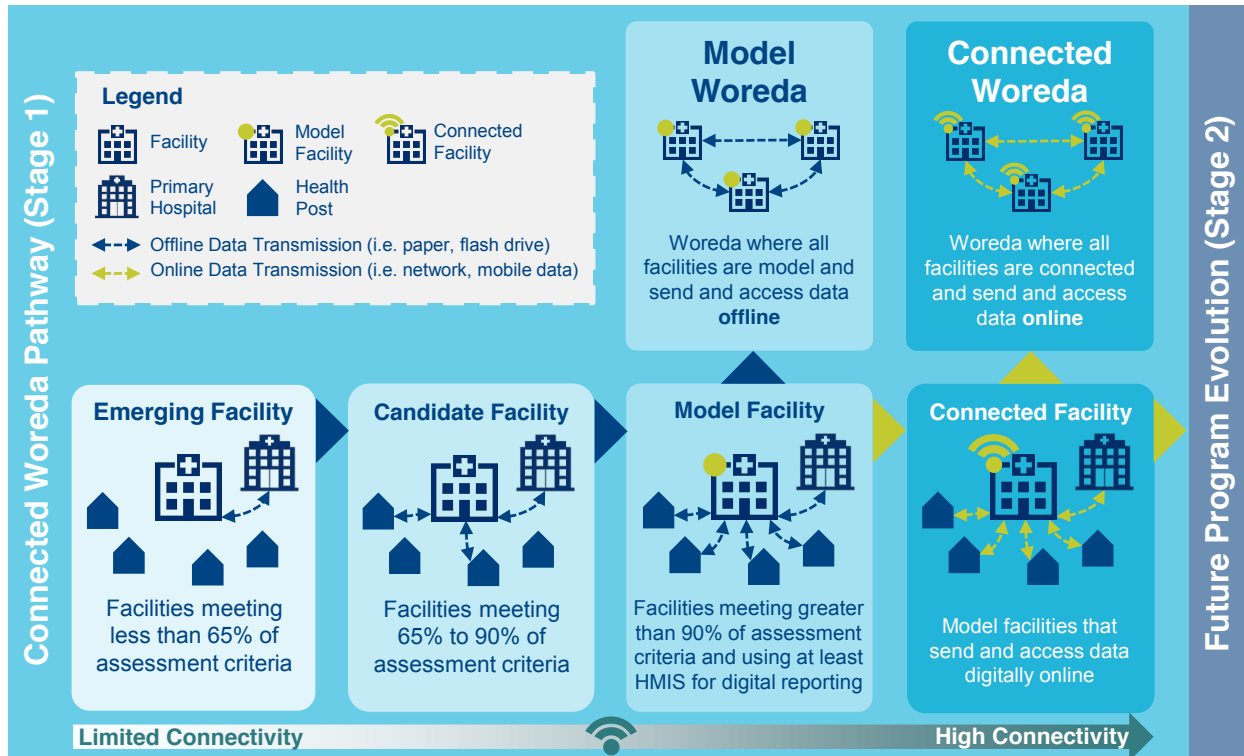 Connected Woreda Pathway (Stage 1)
Legend
Facility
Model
Facility
Connected
Facility
Primary
Hospital
Health
Post
Offline Data Transmission (i.e. paper, flash drive)
Online Data Transmission (i.e. network, mobile data)
Model
Woreda
Woreda where all
facilities are model and
send and access data
offline
Connected
Woreda
Woreda where all
facilities are connected
and send and access
data online
Emerging Facility
Facilities meeting
less than 65% of
assessment criteria
Candidate Facility
Facilities meeting
65% to 90% of
assessment criteria
Model Facility
Facilities meeting greater
than 90% of assessment
criteria and using at least
HMIS for digital reporting
Connected Facility
Model facilities that
send and access data
digitally online
Limited Connectivity
High Connectivity
Future Program Evolution (Stage 2)